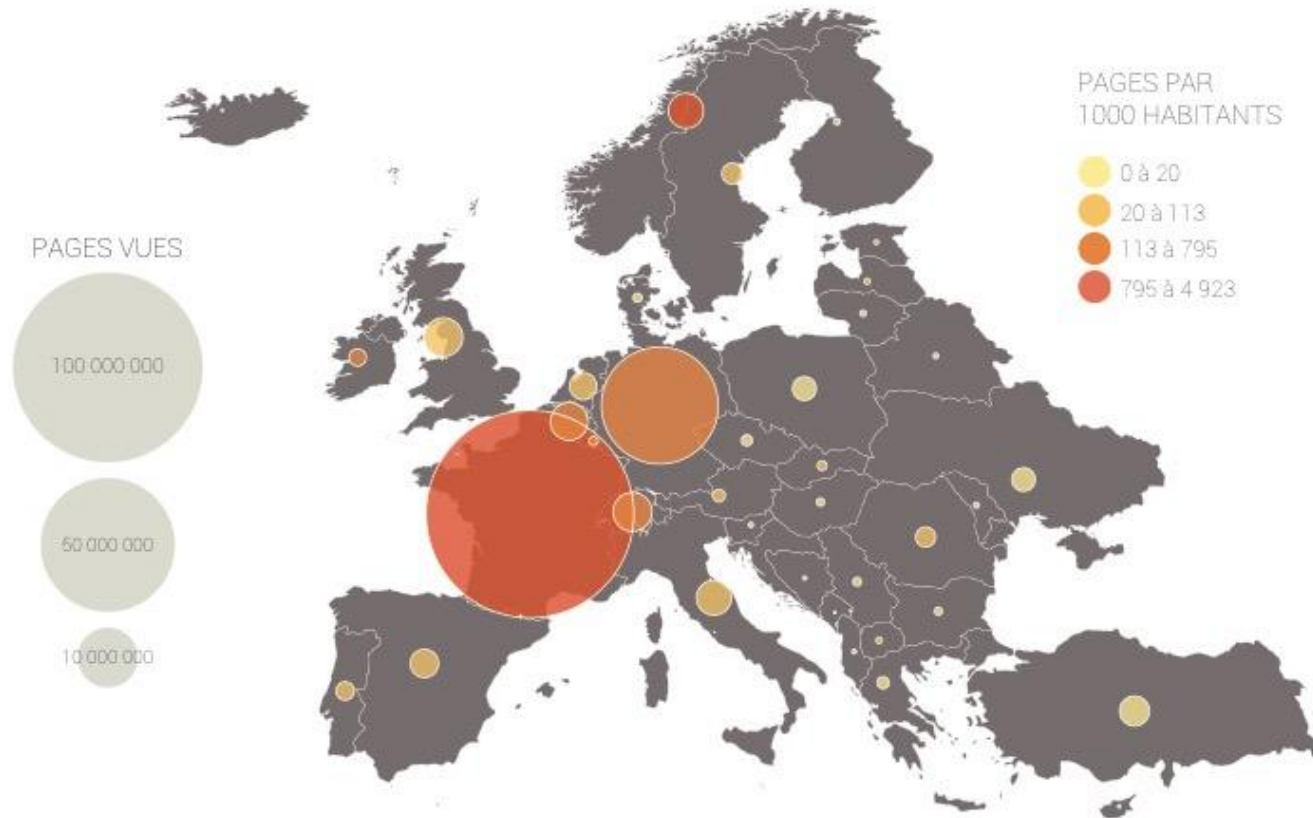 PAGES VUES
100 000 000
50 000 000
10 000 000
PAGES PAR
1000 HABITANTS
0 à 20
20 à 113
113 à 795
795 à 4 923